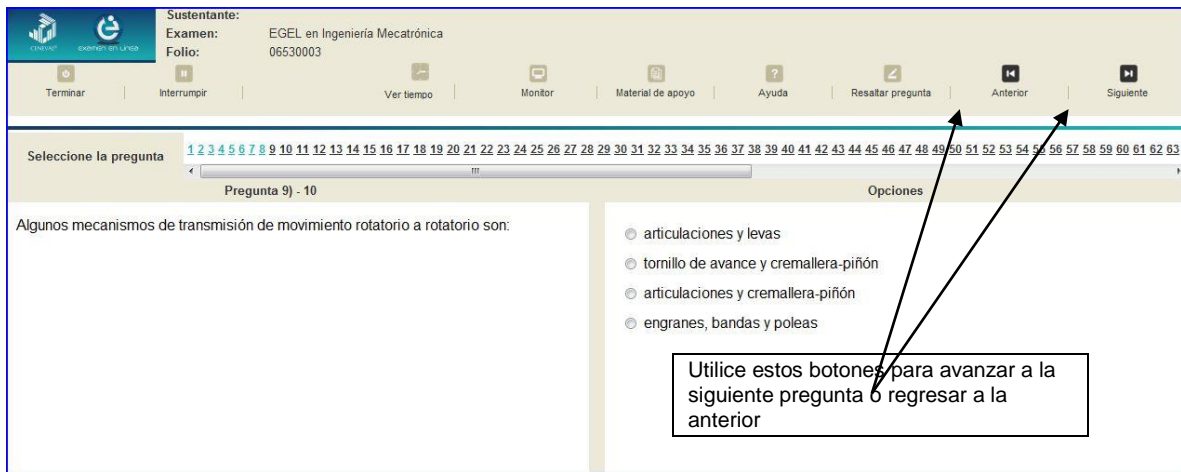 Sustentante:
Examen: EGEL en Ingeniería Mecatrónica
Folio: 06530003
CENEVAL
examen en línea
Terminar Interrumpir Ver tiempo Monitor Material de apoyo Ayuda Resaltar pregunta Anterior Siguiente
Seleccione la pregunta 1 2 3 4 5 6 7 8 9 10 11 12 13 14 15 16 17 18 19 20 21 22 23 24 25 26 27 28 29 30 31 32 33 34 35 36 37 38 39 40 41 42 43 44 45 46 47 48 49 50 51 52 53 54 55 56 57 58 59 60 61 62 63
Pregunta 9) - 10 Opciones
Algunos mecanismos de transmisión de movimiento rotatorio a rotatorio son:
articulaciones y levas
tornillo de avance y cremallera-piñón
articulaciones y cremallera-piñón
engranes, bandas y poleas
Utilice estos botones para avanzar a la
siguiente pregunta o regresar a la
anterior